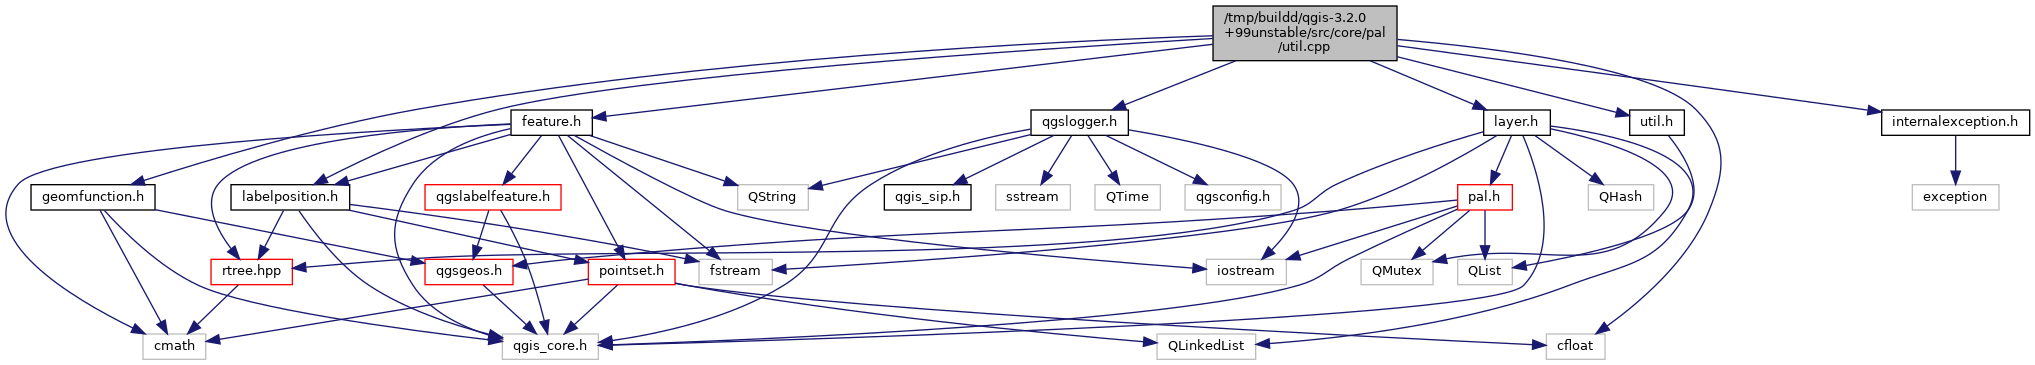 /tmp/buildd/qgis-3.2.0
+99unstable/src/core/pal
/util.cpp
feature.h
qgslogger.h
layer.h
util.h
internalexception.h
geomfunction.h
labelposition.h
qgslabelfeature.h
QString
qgis_sip.h
sstream
QTime
qgsconfig.h
pal.h
QHash
exception
rtree.hpp
qgsgeos.h
pointset.h
fstream
iostream
QMutex
QList
cmath
qgis_core.h
QLinkedList
cfloat